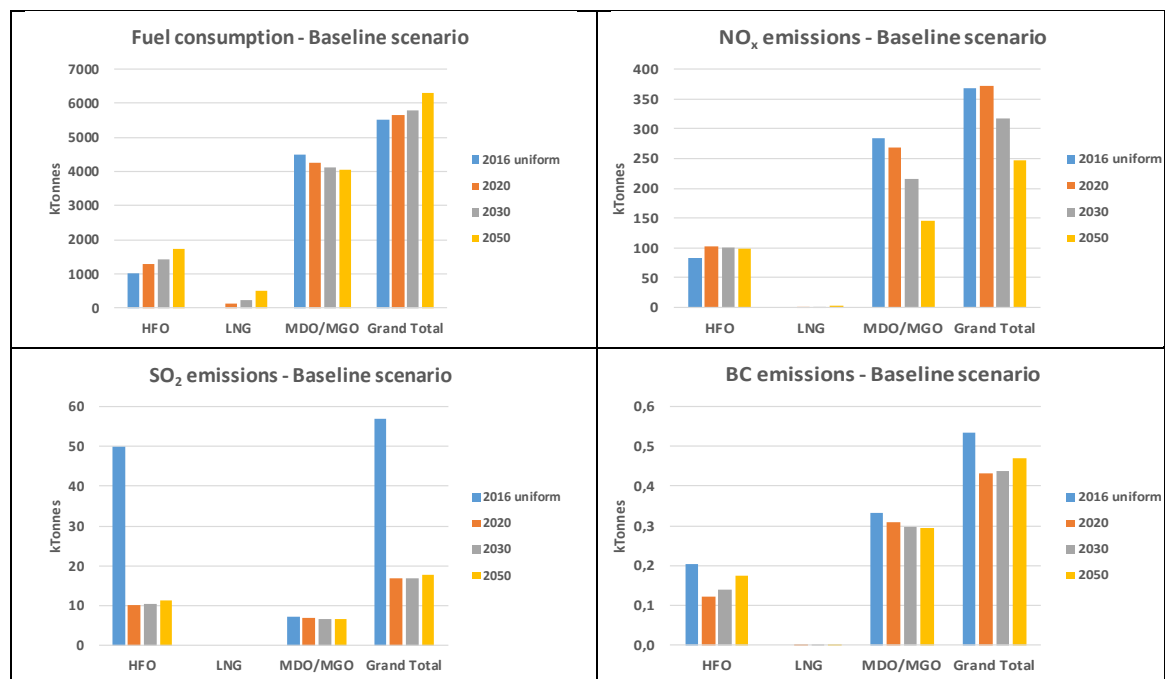 Fuel consumption - Baseline scenario
7000
6000
5000
4000
3000
2000
1000
0
kTonnes
HFO LNG MDO/MGO Grand Total
2016 uniform
2020
2030
2050
NOx emissions - Baseline scenario
400
350
300
250
200
150
100
50
0
kTonnes
HFO LNG MDO/MGO Grand Total
2016 uniform
2020
2030
2050
SO2 emissions - Baseline scenario
60
50
40
30
20
10
0
kTonnes
HFO LNG MDO/MGO Grand Total
2016 uniform
2020
2030
2050
BC emissions - Baseline scenario
0,6
0,5
0,4
0,3
0,2
0,1
0,0
kTonnes
HFO LNG MDO/MGO Grand Total
2016 uniform
2020
2030
2050